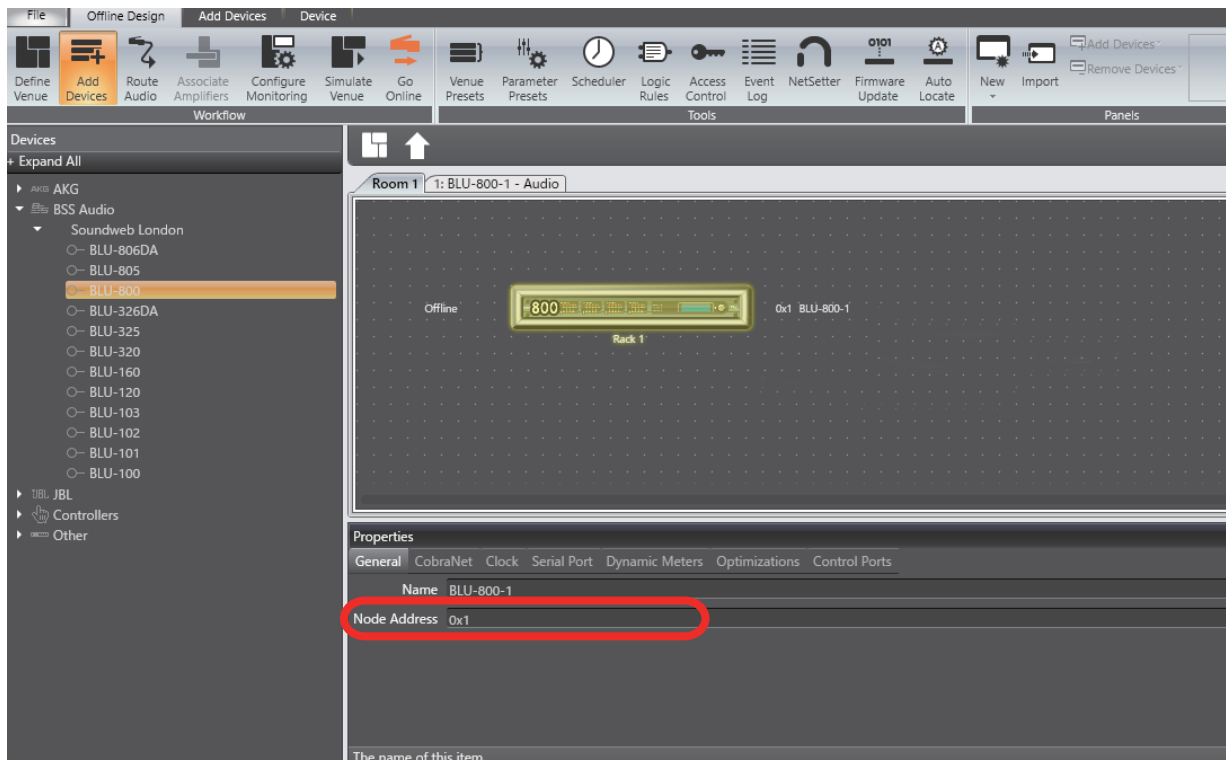 File Offline Design Add Devices Device
Define Venue
Add Devices
Route Audio
Associate Amplifiers
Configure Monitoring
Simulate Venue
Go Online
Workflow
Venue Presets
Parameter Presets
Scheduler
Logic Rules
Access Control
Event Log
NetSetter
0101
Firmware Update
Auto Locate
Tools
New
Import
Add Devices
Remove Devices
Panels
Devices
+ Expand All
AKG AKG
BSS Audio
Soundweb London
BLU-806DA
BLU-805
BLU-800
BLU-326DA
BLU-325
BLU-320
BLU-160
BLU-120
BLU-103
BLU-102
BLU-101
BLU-100
JBL JBL
Controllers
Other
Room 1 1: BLU-800-1 - Audio
Offline 800 0x1 BLU-800-1
Rack 1
Properties
General CobraNet Clock Serial Port Dynamic Meters Optimizations Control Ports
Name BLU-800-1
Node Address 0x1
The name of this item